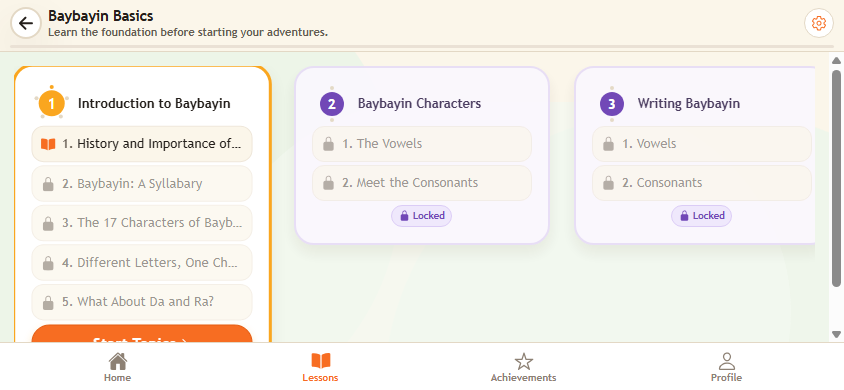 Baybayin Basics
Learn the foundation before starting your adventures.
1 Introduction to Baybayin
1. History and Importance of...
2. Baybayin: A Syllabary
3. The 17 Characters of Bayb...
4. Different Letters, One Ch...
5. What About Da and Ra?
Start Topics >
2 Baybayin Characters
1. The Vowels
2. Meet the Consonants
Locked
3 Writing Baybayin
1. Vowels
2. Consonants
Locked
Home
Lessons
Achievements
Profile